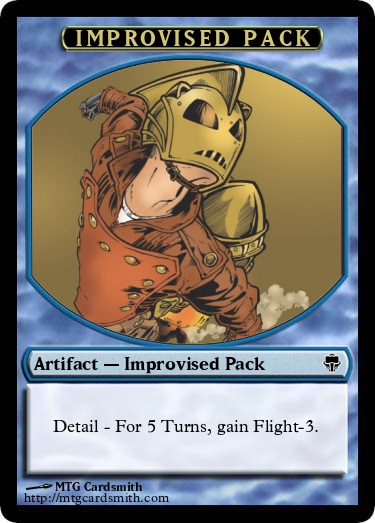 IMPROVISED PACK
Artifact — Improvised Pack
Detail - For 5 Turns, gain Flight-3.
MTG Cardsmith
http://mtgcardsmith.com